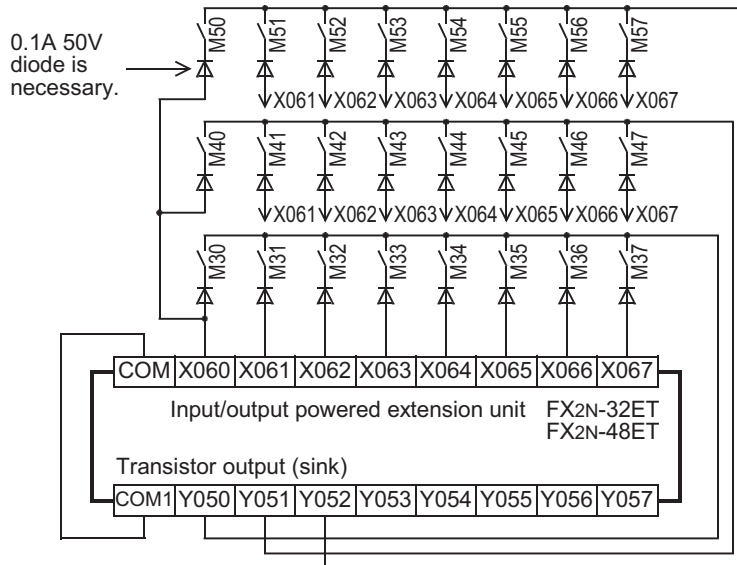 0.1A 50V
diode is
necessary.
M50 M51 M52 M53 M54 M55 M56 M57
X061 X062 X063 X064 X065 X066 X067
M40 M41 M42 M43 M44 M45 M46 M47
X061 X062 X063 X064 X065 X066 X067
M30 M31 M32 M33 M34 M35 M36 M37
COM X060 X061 X062 X063 X064 X065 X066 X067
Input/output powered extension unit FX2N-32ET
FX2N-48ET
Transistor output (sink)
COM1 Y050 Y051 Y052 Y053 Y054 Y055 Y056 Y057